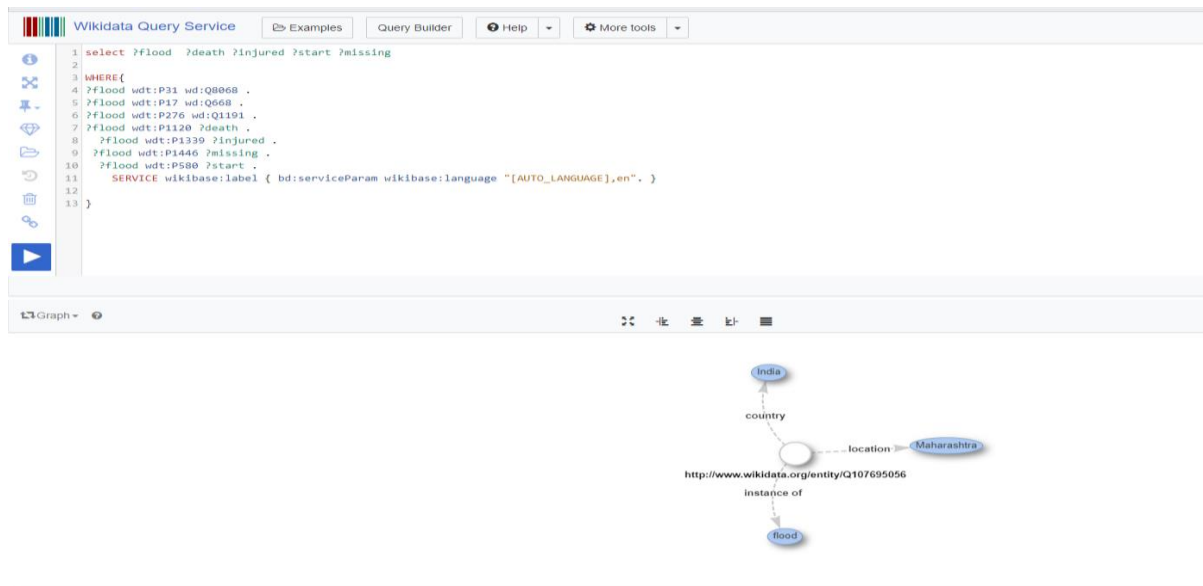 Wikidata Query Service Examples Query Builder Help More tools
1 select ?flood ?death ?injured ?start ?missing
2
3 WHERE{
4 ?flood wdt:P31 wd:Q8068 .
5 ?flood wdt:P17 wd:Q668 .
6 ?flood wdt:P276 wd:Q1191 .
7 ?flood wdt:P1120 ?death .
8 ?flood wdt:P1339 ?injured .
9 ?flood wdt:P1446 ?missing .
10 ?flood wdt:P580 ?start .
11 SERVICE wikibase:label { bd:serviceParam wikibase:language "[AUTO_LANGUAGE],en". }
12
13 }
Graph
India
country
location Maharashtra
http://www.wikidata.org/entity/Q107695056
instance of
flood